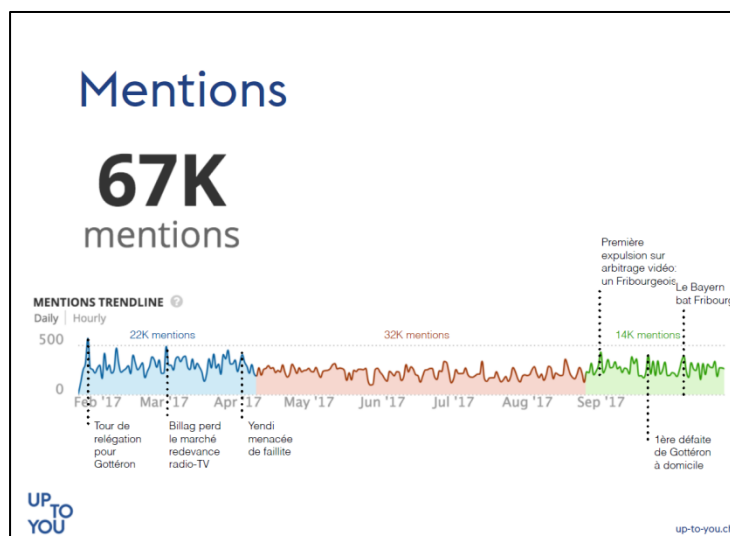 Mentions
67K
mentions
Première
expulsion sur
arbitrage vidéo:
un Fribourgeois
Le Bayern
bat Fribourg
MENTIONS TRENDLINE ?
Daily | Hourly
22K mentions
32K mentions
14K mentions
500
0
Feb '17
Mar '17
Apr '17
May '17
Jun '17
Jul '17
Aug '17
Sep '17
Tour de
relégation
pour
Gottéron
Billag perd
le marché
redevance
radio-TV
Yendi
menacée
de faillite
1ère défaite
de Gottéron
à domicile
UP
TO
YOU
up-to-you.ch